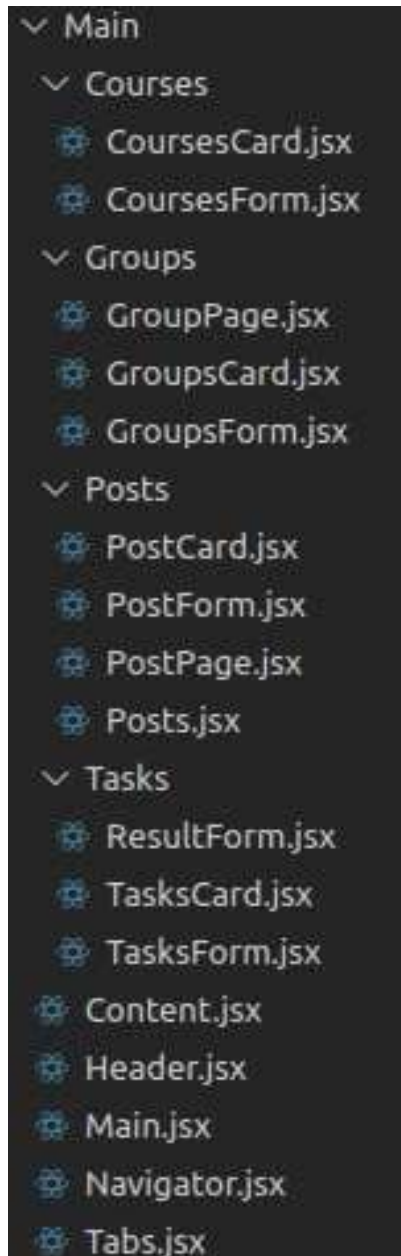 Main
Courses
CoursesCard.jsx
CoursesForm.jsx
Groups
GroupPage.jsx
GroupsCard.jsx
GroupsForm.jsx
Posts
PostCard.jsx
PostForm.jsx
PostPage.jsx
Posts.jsx
Tasks
ResultForm.jsx
TasksCard.jsx
TasksForm.jsx
Content.jsx
Header.jsx
Main.jsx
Navigator.jsx
Tabs.jsx